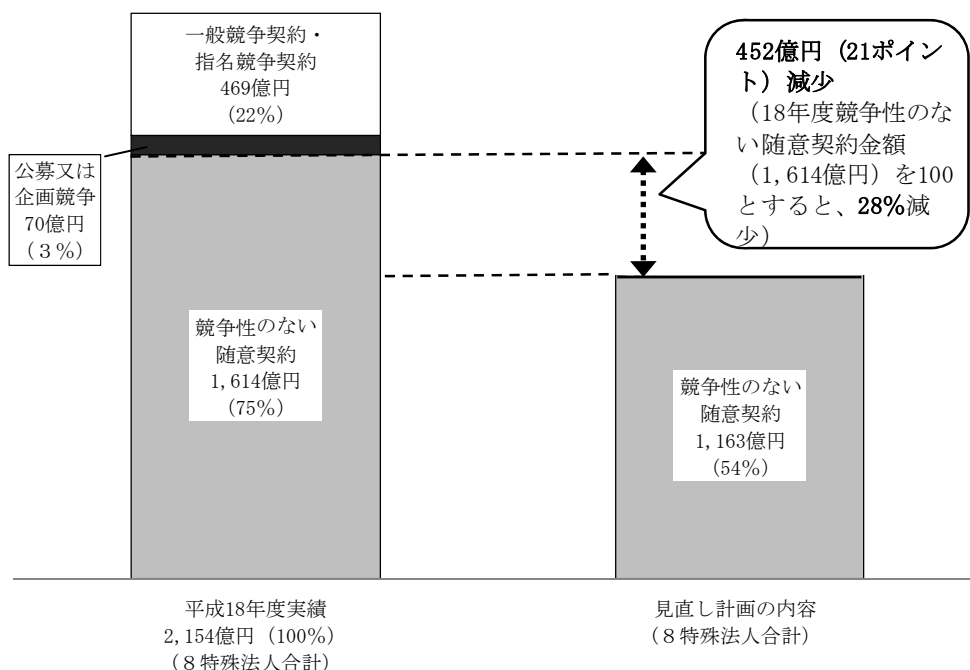 一般競争契約・
指名競争契約
469億円
(22%)
公募又は
企画競争
70億円
(３%)
競争性のない
随意契約
1,614億円
(75%)
452億円（21ポイン
ト）減少
（18年度競争性のな
い随意契約金額
（1,614億円）を100
とすると、28%減
少）
競争性のない
随意契約
1,163億円
(54%)
平成18年度実績
2,154億円（100%）
（８特殊法人合計）
見直し計画の内容
（８特殊法人合計）